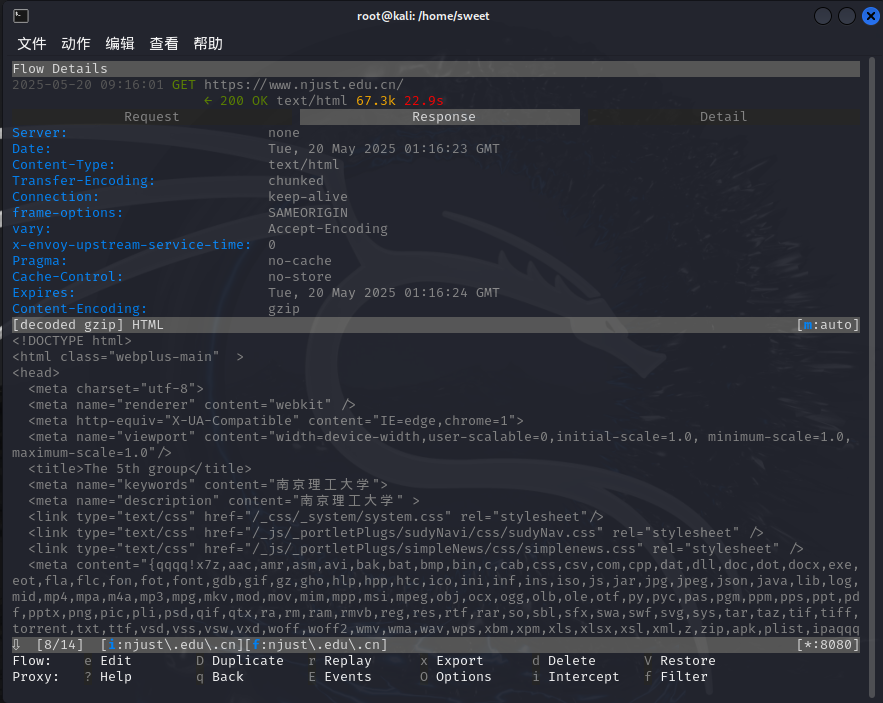 root@kali: /home/sweet
文件 动作 编辑 查看 帮助
Flow Details
2025-05-20 09:16:01 GET https://www.njust.edu.cn/
← 200 OK text/html 67.3k 22.9s
Request Response Detail
Server: none
Date: Tue, 20 May 2025 01:16:23 GMT
Content-Type: text/html
Transfer-Encoding: chunked
Connection: keep-alive
frame-options: SAMEORIGIN
vary: Accept-Encoding
x-envoy-upstream-service-time: 0
Pragma: no-cache
Cache-Control: no-store
Expires: Tue, 20 May 2025 01:16:24 GMT
Content-Encoding: gzip
[decoded gzip] HTML [m:auto]
<!DOCTYPE html>
<html class="webplus-main"  >
<head>
<meta charset="utf-8">
<meta name="renderer" content="webkit" />
<meta http-equiv="X-UA-Compatible" content="IE=edge,chrome=1">
<meta name="viewport" content="width=device-width,user-scalable=0,initial-scale=1.0, minimum-scale=1.0,
maximum-scale=1.0"/>
<title>The 5th group</title>
<meta name="keywords" content="南京理工大学">
<meta name="description" content="南京理工大学" >
<link type="text/css" href="/_css/_system/system.css" rel="stylesheet"/>
<link type="text/css" href="/_js/_portletPlugs/sudyNavi/css/sudyNav.css" rel="stylesheet" />
<link type="text/css" href="/_js/_portletPlugs/simpleNews/css/simplenews.css" rel="stylesheet" />
<meta content="{qqqq!x7z,aac,amr,asm,avi,bak,bat,bmp,bin,c,cab,css,csv,com,cpp,dat,dll,doc,dot,docx,exe,
eot,fla,flc,fon,fot,font,gdb,gif,gz,gho,hlp,hpp,htc,ico,ini,inf,ins,iso,js,jar,jpg,jpeg,json,java,lib,log,
mid,mp4,mpa,m4a,mp3,mpg,mkv,mod,mov,mim,mpp,msi,mpeg,obj,ocx,ogg,olb,ole,otf,py,pyc,pas,pgm,ppm,pps,ppt,pd
f,pptx,png,pic,pli,psd,qif,qtx,ra,rm,ram,rmvb,reg,res,rtf,rar,so,sbl,sfx,swa,swf,svg,sys,tar,taz,tif,tiff,
torrent,txt,ttf,vsd,vss,vsw,vxd,woff,woff2,wmv,wma,wav,wps,xbm,xpm,xls,xlsx,xsl,xml,z,zip,apk,plist,ipaqqq
⇩ [8/14] [i:njust\.edu\.cn][f:njust\.edu\.cn] [*:8080]
Flow: e Edit D Duplicate r Replay x Export d Delete V Restore
Proxy: ? Help q Back E Events O Options i Intercept f Filter